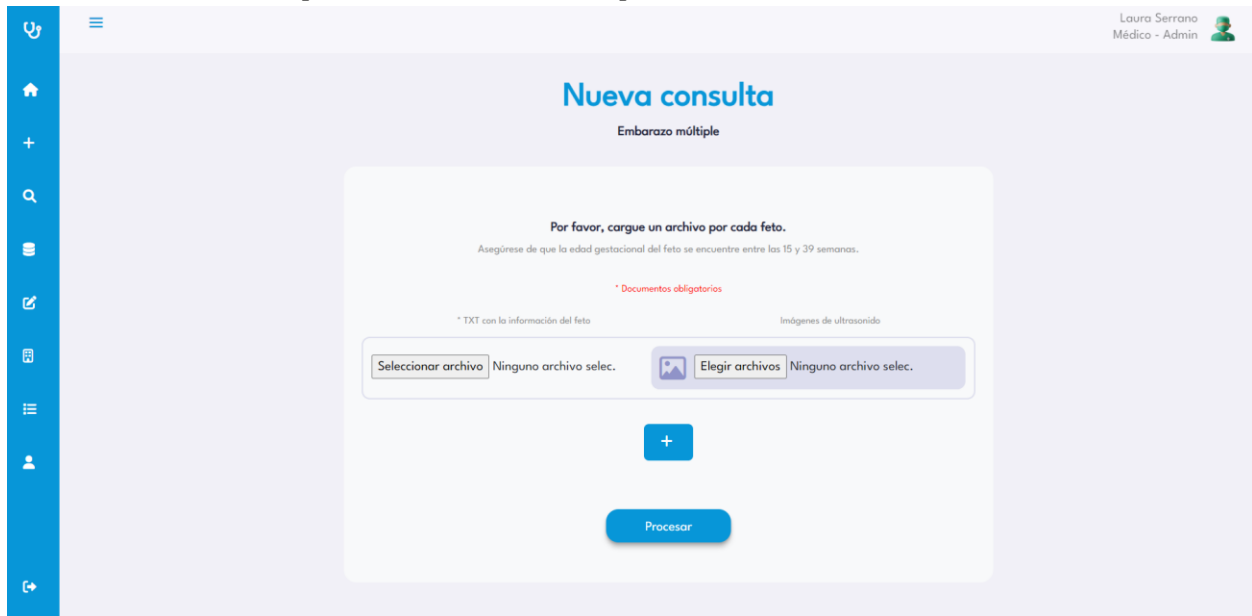 Laura Serrano
Médico - Admin
Nueva consulta
Embarazo múltiple
Por favor, cargue un archivo por cada feto.
Asegúrese de que la edad gestacional del feto se encuentre entre las 15 y 39 semanas.
* Documentos obligatorios
* TXT con la información del feto
Imágenes de ultrasonido
Seleccionar archivo Ninguno archivo selec.
Elegir archivos Ninguno archivo selec.
+
Procesar